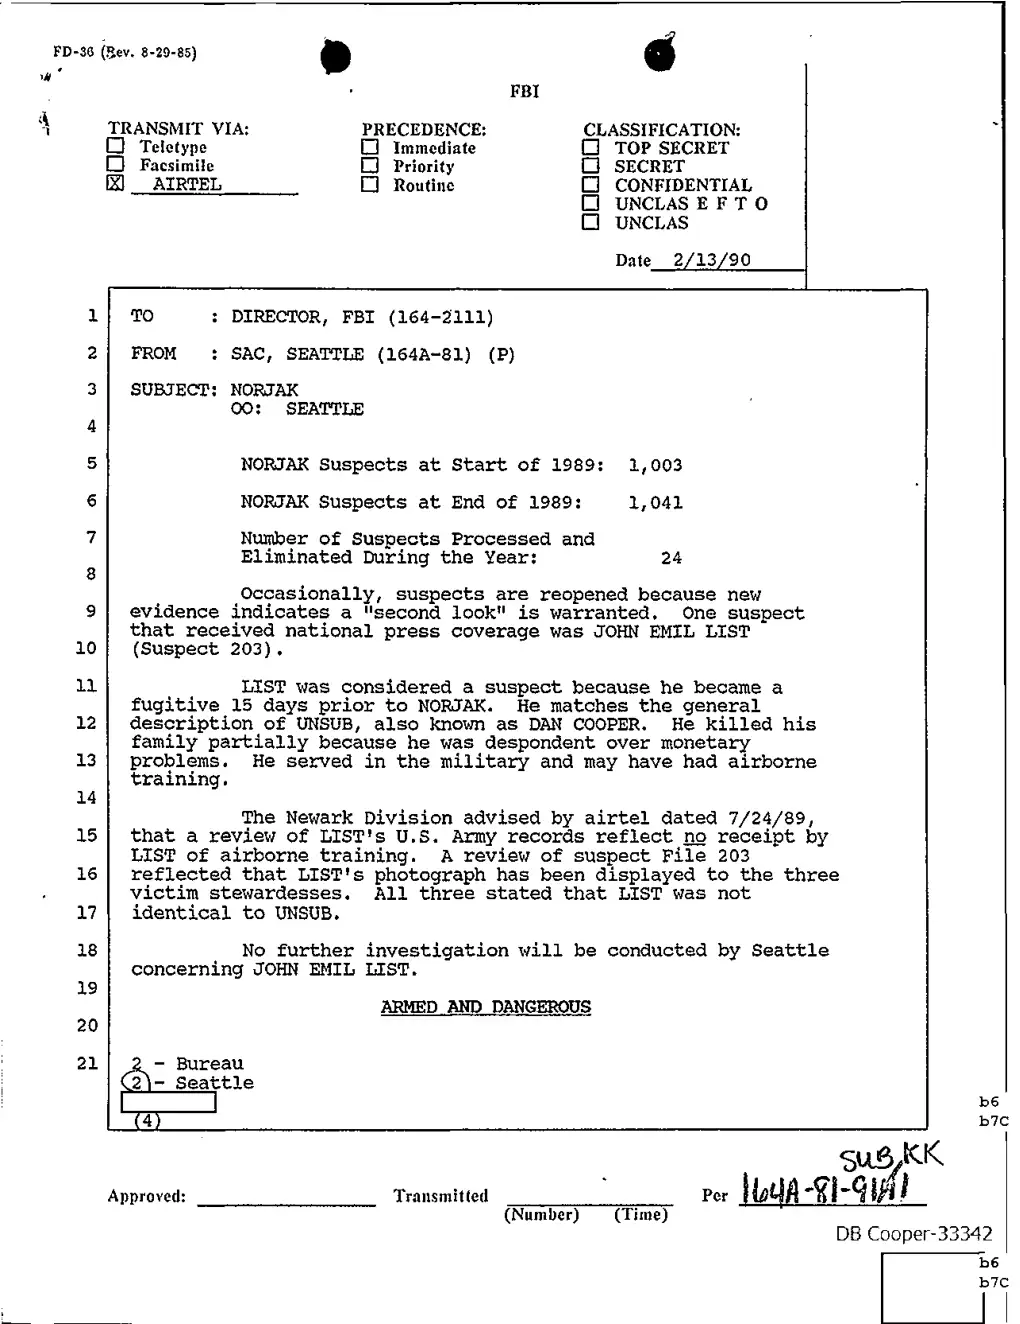 FD-36 (Rev. 8-29-85)
FBI
TRANSMIT VIA:
☐ Teletype
☐ Facsimile
☒ AIRTEL
PRECEDENCE:
☐ Immediate
☐ Priority
☐ Routine
CLASSIFICATION:
☐ TOP SECRET
☐ SECRET
☐ CONFIDENTIAL
☐ UNCLAS E F T O
☐ UNCLAS
Date 2/13/90
1 TO : DIRECTOR, FBI (164-2111)
2 FROM : SAC, SEATTLE (164A-81) (P)
3 SUBJECT: NORJAK
OO: SEATTLE
4
5 NORJAK Suspects at Start of 1989: 1,003
6 NORJAK Suspects at End of 1989: 1,041
7 Number of Suspects Processed and
Eliminated During the Year: 24
8
Occasionally, suspects are reopened because new
9 evidence indicates a "second look" is warranted. One suspect
that received national press coverage was JOHN EMIL LIST
10 (Suspect 203).
11 LIST was considered a suspect because he became a
fugitive 15 days prior to NORJAK. He matches the general
12 description of UNSUB, also known as DAN COOPER. He killed his
family partially because he was despondent over monetary
13 problems. He served in the military and may have had airborne
training.
14
The Newark Division advised by airtel dated 7/24/89,
15 that a review of LIST's U.S. Army records reflect no receipt by
LIST of airborne training. A review of suspect File 203
16 reflected that LIST's photograph has been displayed to the three
victim stewardesses. All three stated that LIST was not
17 identical to UNSUB.
18 No further investigation will be conducted by Seattle
concerning JOHN EMIL LIST.
19
ARMED AND DANGEROUS
20
21 2 - Bureau
2 - Seattle
(4)
b6
b7C
SUB KK
Approved: Transmitted Per 164A-81-
(Number) (Time)
DB Cooper-33342
b6
b7C